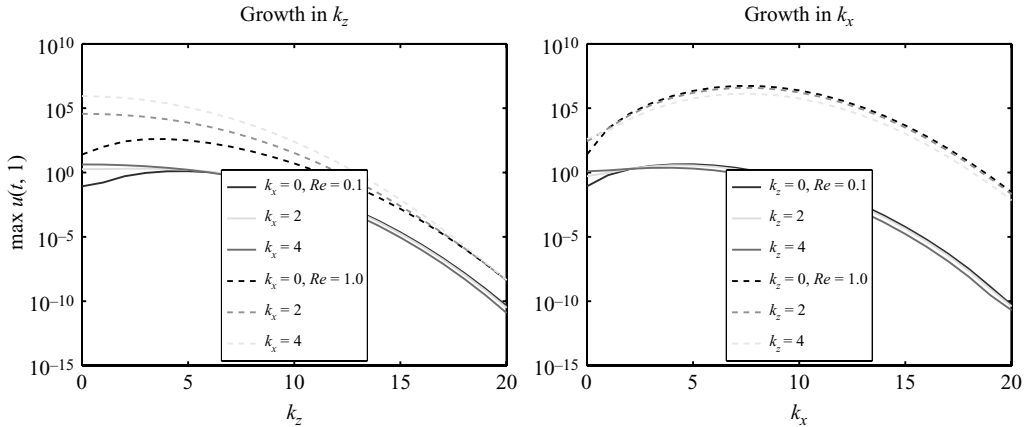 Growth in k_z
10^10
10^5
10^0
10^−5
10^−10
10^−15
max u(t, 1)
0 5 10 15 20
k_z
k_x = 0, Re = 0.1
k_x = 2
k_x = 4
k_x = 0, Re = 1.0
k_x = 2
k_x = 4
Growth in k_x
10^10
10^5
10^0
10^−5
10^−10
10^−15
0 5 10 15 20
k_x
k_z = 0, Re = 0.1
k_z = 2
k_z = 4
k_z = 0, Re = 1.0
k_z = 2
k_z = 4